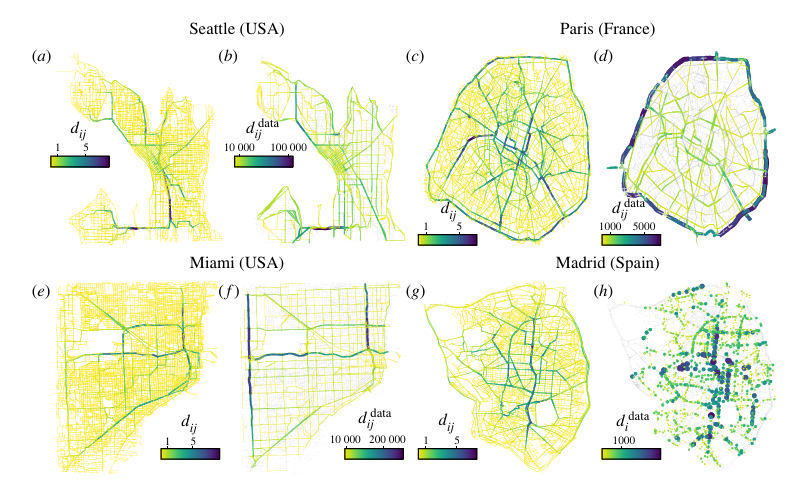 Seattle (USA)
Paris (France)
(a)
(b)
(c)
(d)
d_ij
1 5
d_ij^data
10 000 100 000
d_ij
1 5
d_ij^data
1000 5000
Miami (USA)
Madrid (Spain)
(e)
(f)
(g)
(h)
d_ij
1 5
d_ij^data
10 000 200 000
d_ij
1 5
d_i^data
1000